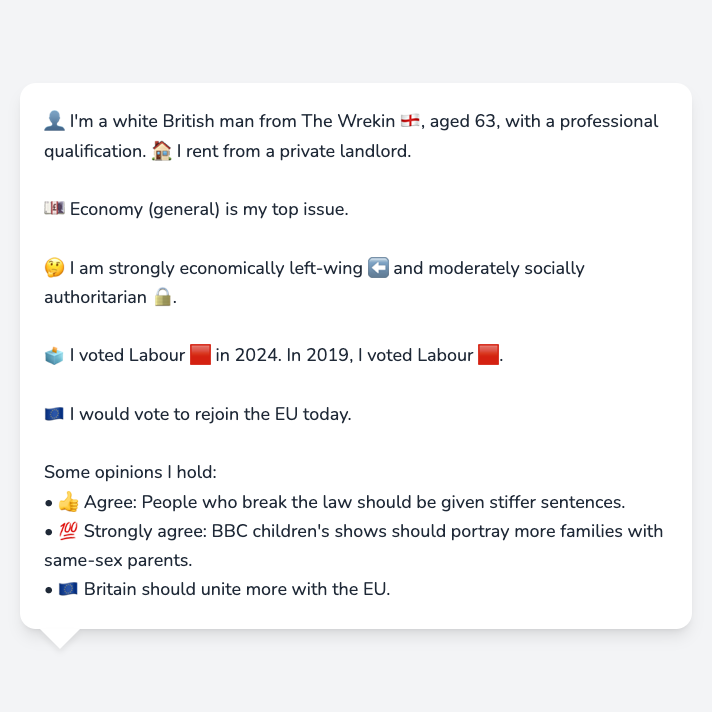 👤 I'm a white British man from The Wrekin 🏴󠁧󠁢󠁥󠁮󠁧󠁿, aged 63, with a professional
qualification. 🏠 I rent from a private landlord.
💷 Economy (general) is my top issue.
🤔 I am strongly economically left-wing ⬅️ and moderately socially
authoritarian 🔒.
🗳️ I voted Labour 🟥 in 2024. In 2019, I voted Labour 🟥.
🇪🇺 I would vote to rejoin the EU today.
Some opinions I hold:
• 👍 Agree: People who break the law should be given stiffer sentences.
• 💯 Strongly agree: BBC children's shows should portray more families with
same-sex parents.
• 🇪🇺 Britain should unite more with the EU.